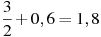 3/2 + 0,6 = 1,8